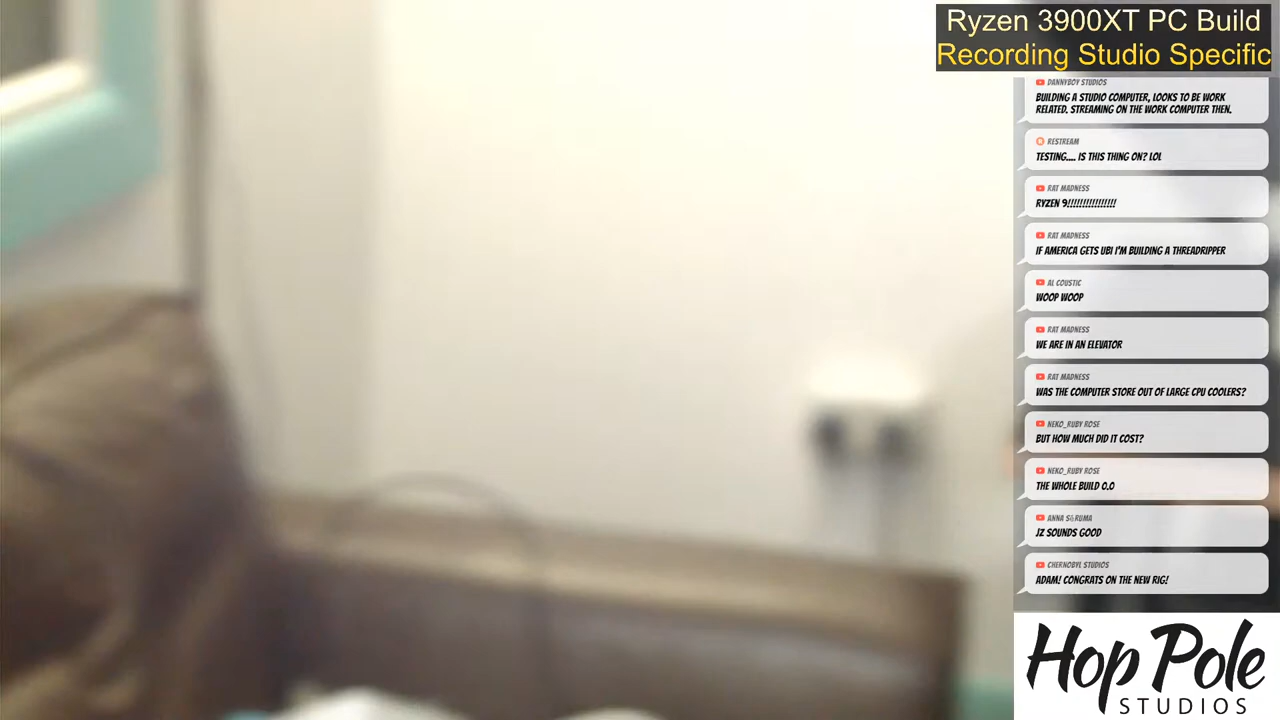 Ryzen 3900XT PC Build
Recording Studio Specific
DANNYBOY STUDIOS
BUILDING A STUDIO COMPUTER, LOOKS TO BE WORK
RELATED. STREAMING ON THE WORK COMPUTER THEN.
RESTREAM
TESTING.... IS THIS THING ON? LOL
RAT MADNESS
RYZEN 9!!!!!!!!!!!!!!!!
RAT MADNESS
IF AMERICA GETS UBI I'M BUILDING A THREADRIPPER
AL COUSTIC
WOOP WOOP
RAT MADNESS
WE ARE IN AN ELEVATOR
RAT MADNESS
WAS THE COMPUTER STORE OUT OF LARGE CPU COOLERS?
NEKO_RUBY ROSE
BUT HOW MUCH DID IT COST?
NEKO_RUBY ROSE
THE WHOLE BUILD O.O
ANNA
JZ SOUNDS GOOD
CHERNOBYL STUDIOS
ADAM! CONGRATS ON THE NEW RIG!
Hop Pole
STUDIOS